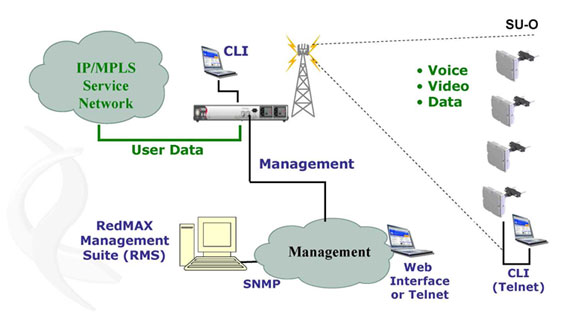 SU-O
CLI
IP/MPLS
Service
Network
• Voice
• Video
• Data
User Data
Management
RedMAX
Management
Suite (RMS)
Management
SNMP
Web
Interface
or Telnet
CLI
(Telnet)